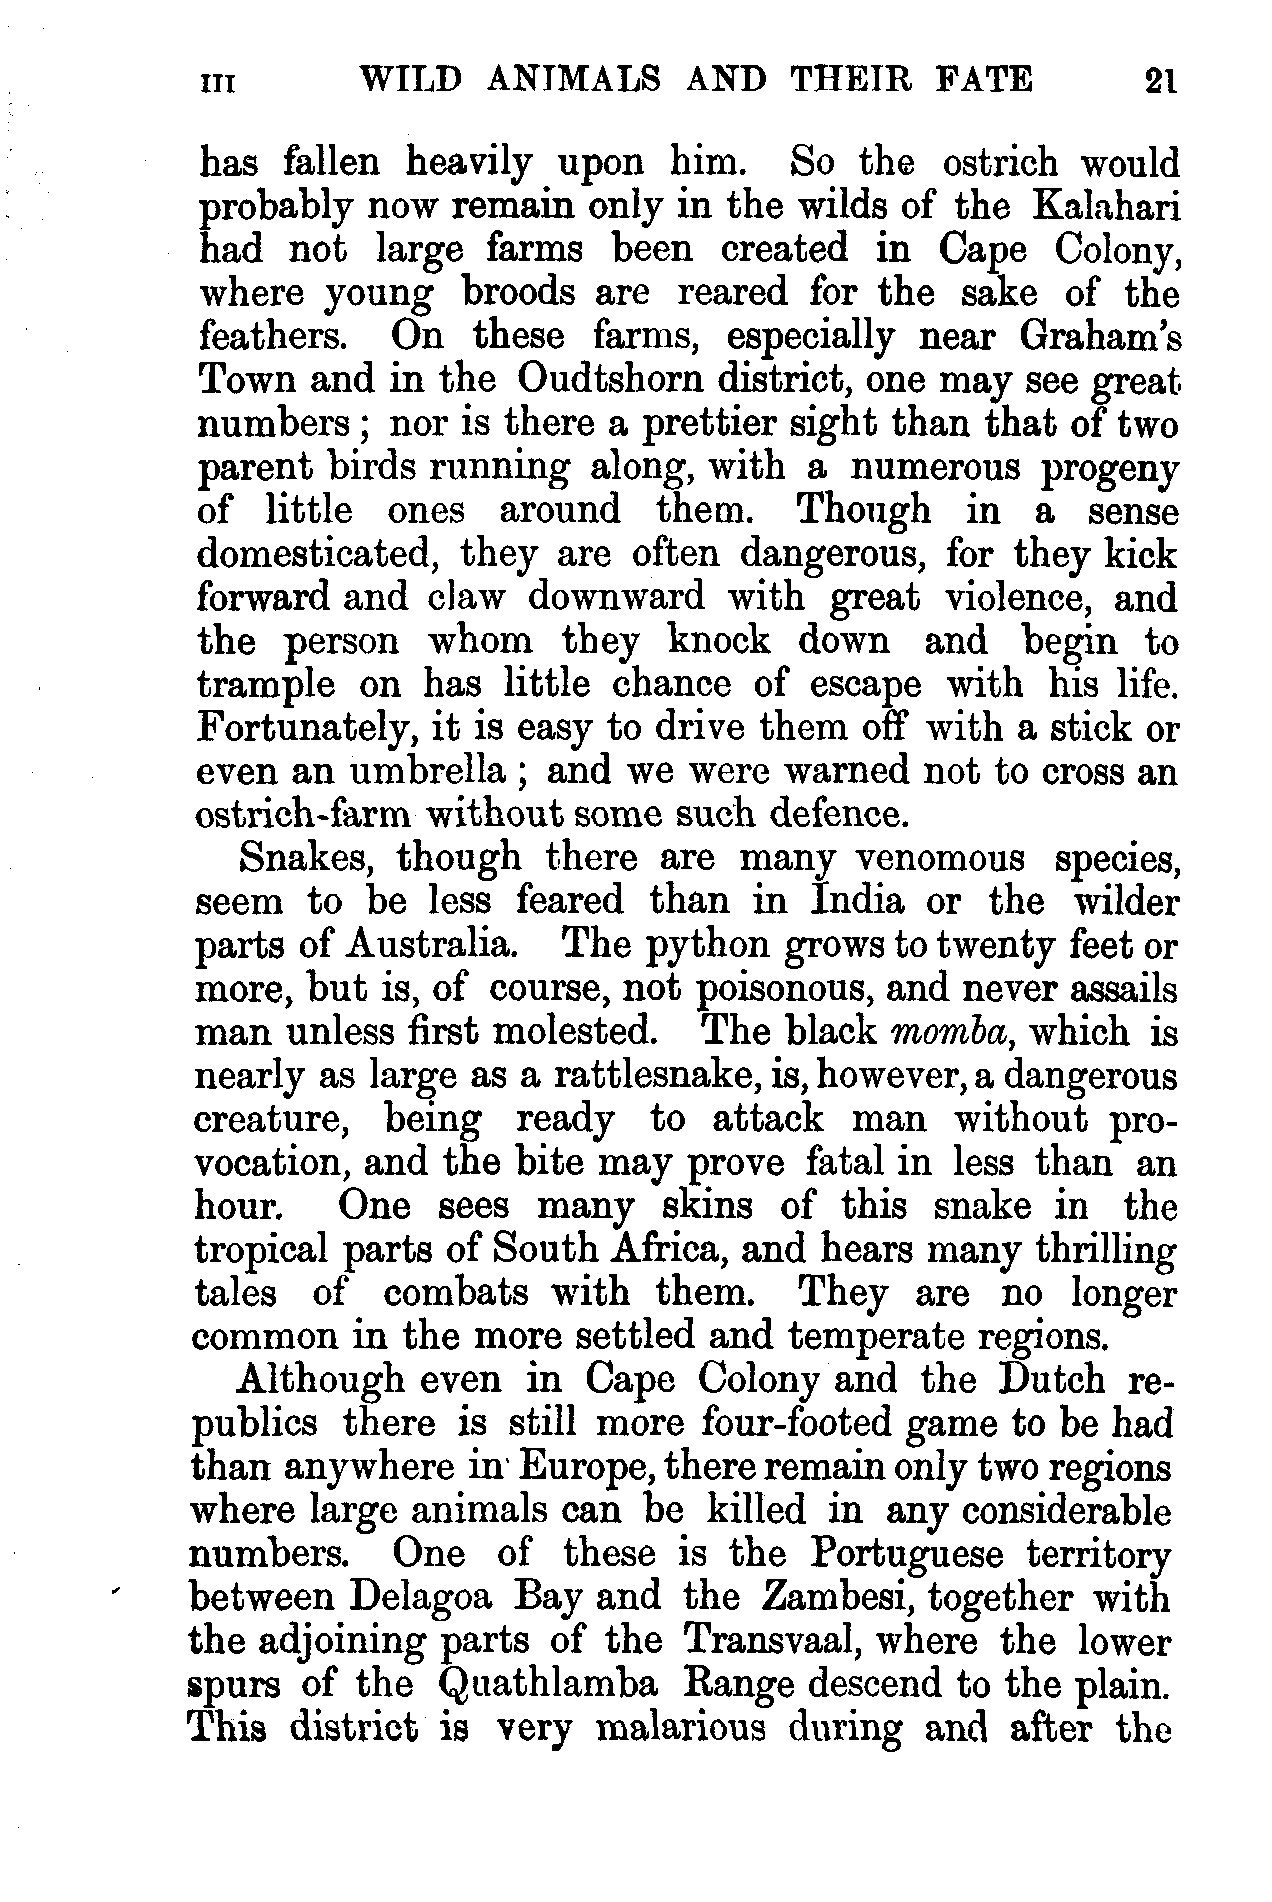 III WILD ANIMALS AND THEIR FATE 21
has fallen heavily upon him. So the ostrich would
probably now remain only in the wilds of the Kalahari
had not large farms been created in Cape Colony,
where young broods are reared for the sake of the
feathers. On these farms, especially near Graham's
Town and in the Oudtshorn district, one may see great
numbers; nor is there a prettier sight than that of two
parent birds running along, with a numerous progeny
of little ones around them. Though in a sense
domesticated, they are often dangerous, for they kick
forward and claw downward with great violence, and
the person whom they knock down and begin to
trample on has little chance of escape with his life.
Fortunately, it is easy to drive them off with a stick or
even an umbrella; and we were warned not to cross an
ostrich-farm without some such defence.
Snakes, though there are many venomous species,
seem to be less feared than in India or the wilder
parts of Australia. The python grows to twenty feet or
more, but is, of course, not poisonous, and never assails
man unless first molested. The black momba, which is
nearly as large as a rattlesnake, is, however, a dangerous
creature, being ready to attack man without pro-
vocation, and the bite may prove fatal in less than an
hour. One sees many skins of this snake in the
tropical parts of South Africa, and hears many thrilling
tales of combats with them. They are no longer
common in the more settled and temperate regions.
Although even in Cape Colony and the Dutch re-
publics there is still more four-footed game to be had
than anywhere in Europe, there remain only two regions
where large animals can be killed in any considerable
numbers. One of these is the Portuguese territory
between Delagoa Bay and the Zambesi, together with
the adjoining parts of the Transvaal, where the lower
spurs of the Quathlamba Range descend to the plain.
This district is very malarious during and after the